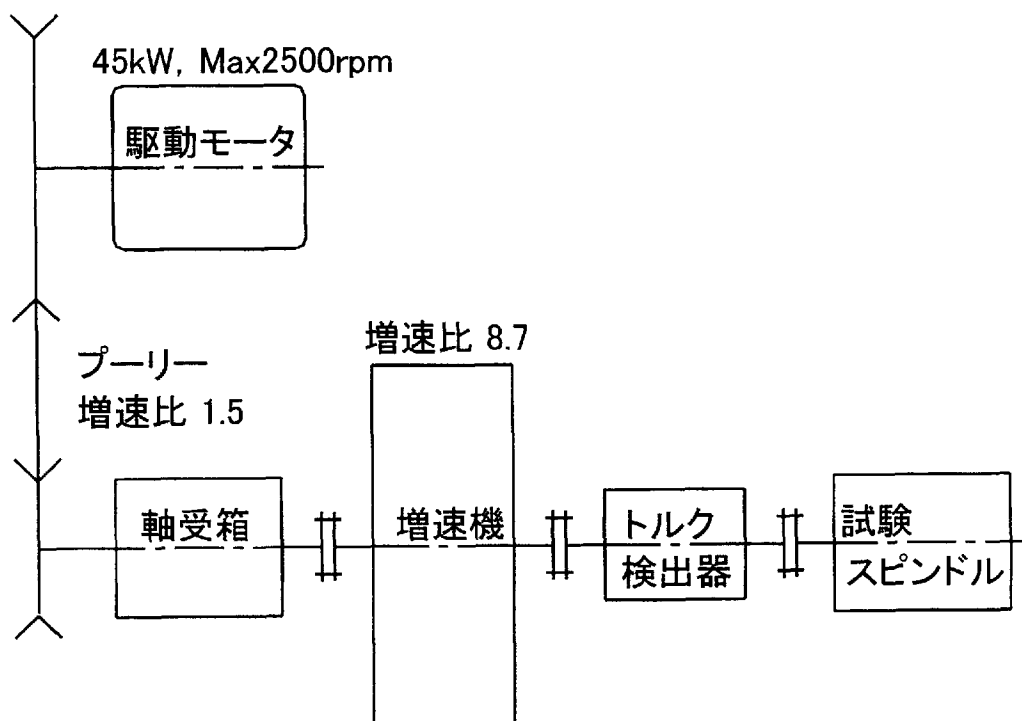 45kW, Max2500rpm
駆動モータ
プーリー
増速比 1.5
増速比 8.7
軸受箱
増速機
トルク
検出器
試験
スピンドル